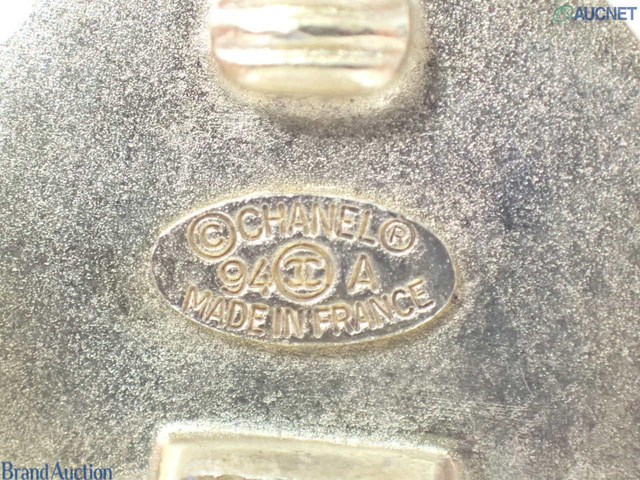 AUCNET
©CHANEL®
94 A
MADE IN FRANCE
Brand Auction